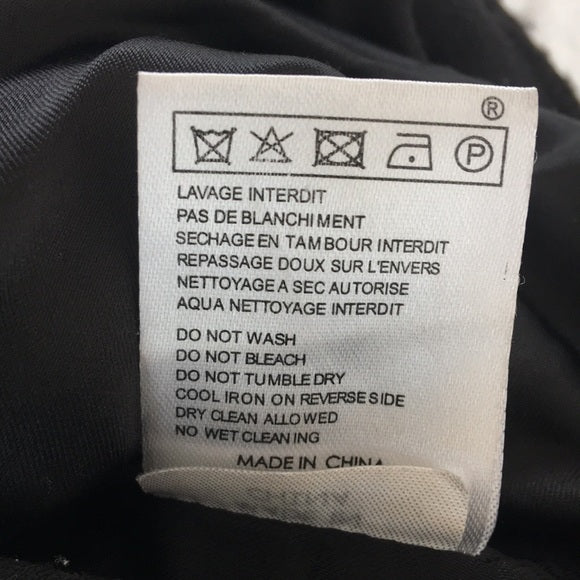 ®
P
LAVAGE INTERDIT
PAS DE BLANCHIMENT
SECHAGE EN TAMBOUR INTERDIT
REPASSAGE DOUX SUR L'ENVERS
NETTOYAGE A SEC AUTORISE
AQUA NETTOYAGE INTERDIT
DO NOT WASH
DO NOT BLEACH
DO NOT TUMBLE DRY
COOL IRON ON REVERSE SIDE
DRY CLEAN ALLOWED
NO WET CLEANING
MADE IN CHINA